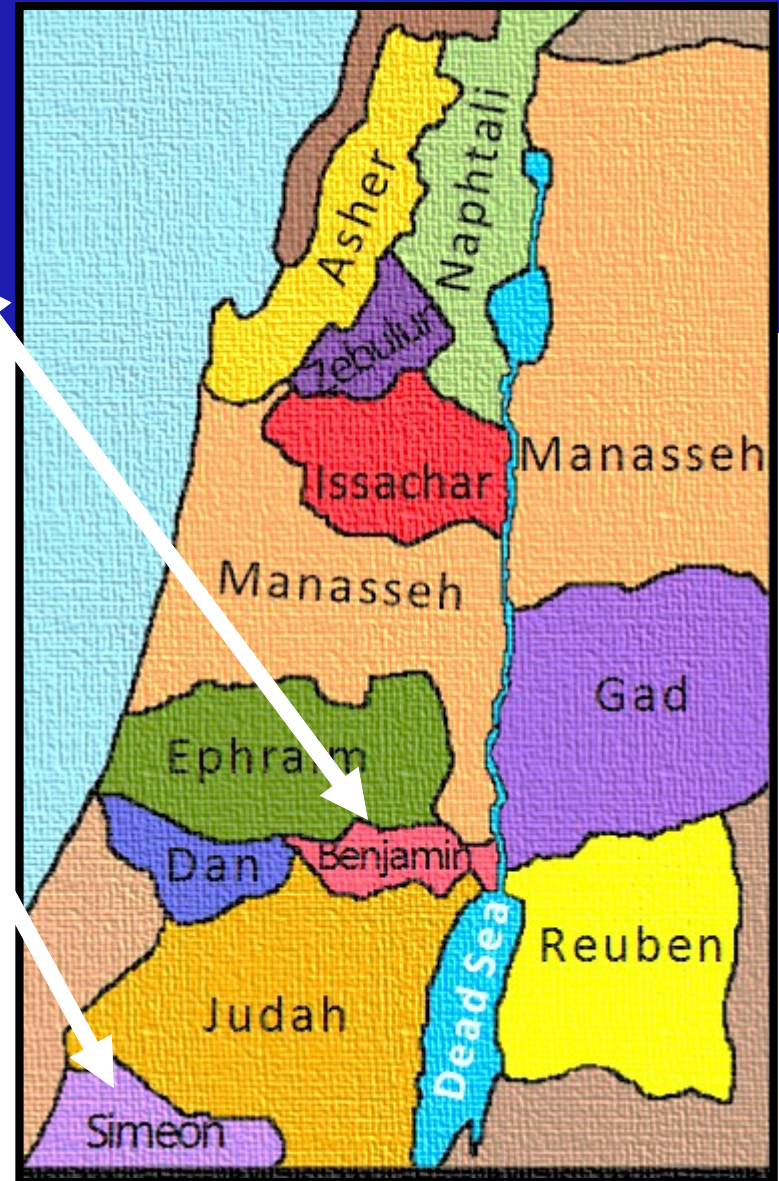 Asher
Naphtali
Zebulun
Issachar
Manasseh
Manasseh
Gad
Ephraim
Dan
Benjamin
Reuben
Judah
Dead Sea
Simeon